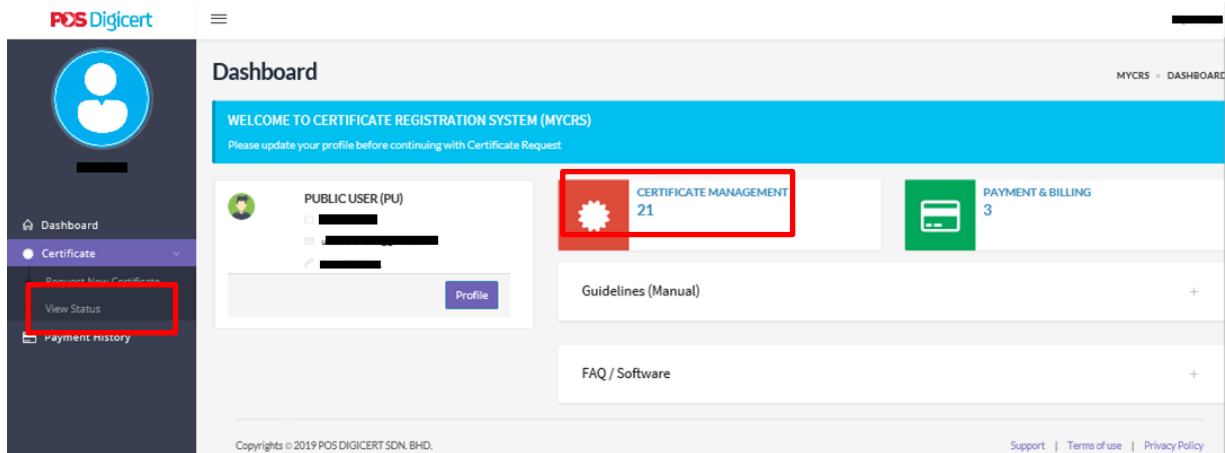 POS Digicert
Dashboard
MYCRS DASHBOARD
WELCOME TO CERTIFICATE REGISTRATION SYSTEM (MYCRS)
Please update your profile before continuing with Certificate Request
PUBLIC USER (PU)
Profile
CERTIFICATE MANAGEMENT
21
PAYMENT & BILLING
3
Dashboard
Certificate
Request New Certificate
View Status
Payment History
Guidelines (Manual) +
FAQ / Software +
Copyrights © 2019 POS DIGICERT SDN. BHD.
Support | Terms of use | Privacy Policy